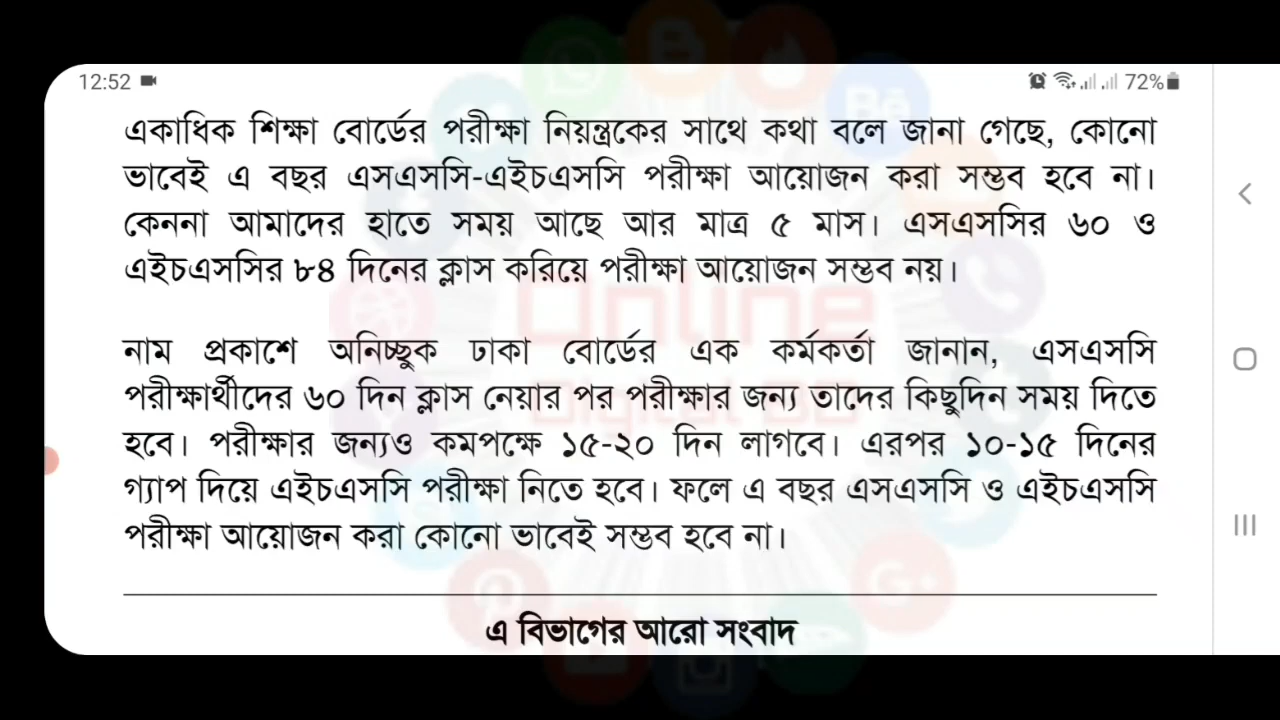 12:52
72%
একাধিক শিক্ষা বোর্ডের পরীক্ষা নিয়ন্ত্রকের সাথে কথা বলে জানা গেছে, কোনো
ভাবেই এ বছর এসএসসি-এইচএসসি পরীক্ষা আয়োজন করা সম্ভব হবে না।
কেননা আমাদের হাতে সময় আছে আর মাত্র ৫ মাস। এসএসসির ৬০ ও
এইচএসসির ৮৪ দিনের ক্লাস করিয়ে পরীক্ষা আয়োজন সম্ভব নয়।
নাম প্রকাশে অনিচ্ছুক ঢাকা বোর্ডের এক কর্মকর্তা জানান, এসএসসি
পরীক্ষার্থীদের ৬০ দিন ক্লাস নেয়ার পর পরীক্ষার জন্য তাদের কিছুদিন সময় দিতে
হবে। পরীক্ষার জন্যও কমপক্ষে ১৫-২০ দিন লাগবে। এরপর ১০-১৫ দিনের
গ্যাপ দিয়ে এইচএসসি পরীক্ষা নিতে হবে। ফলে এ বছর এসএসসি ও এইচএসসি
পরীক্ষা আয়োজন করা কোনো ভাবেই সম্ভব হবে না।
Online
Digital
এ বিভাগের আরো সংবাদ